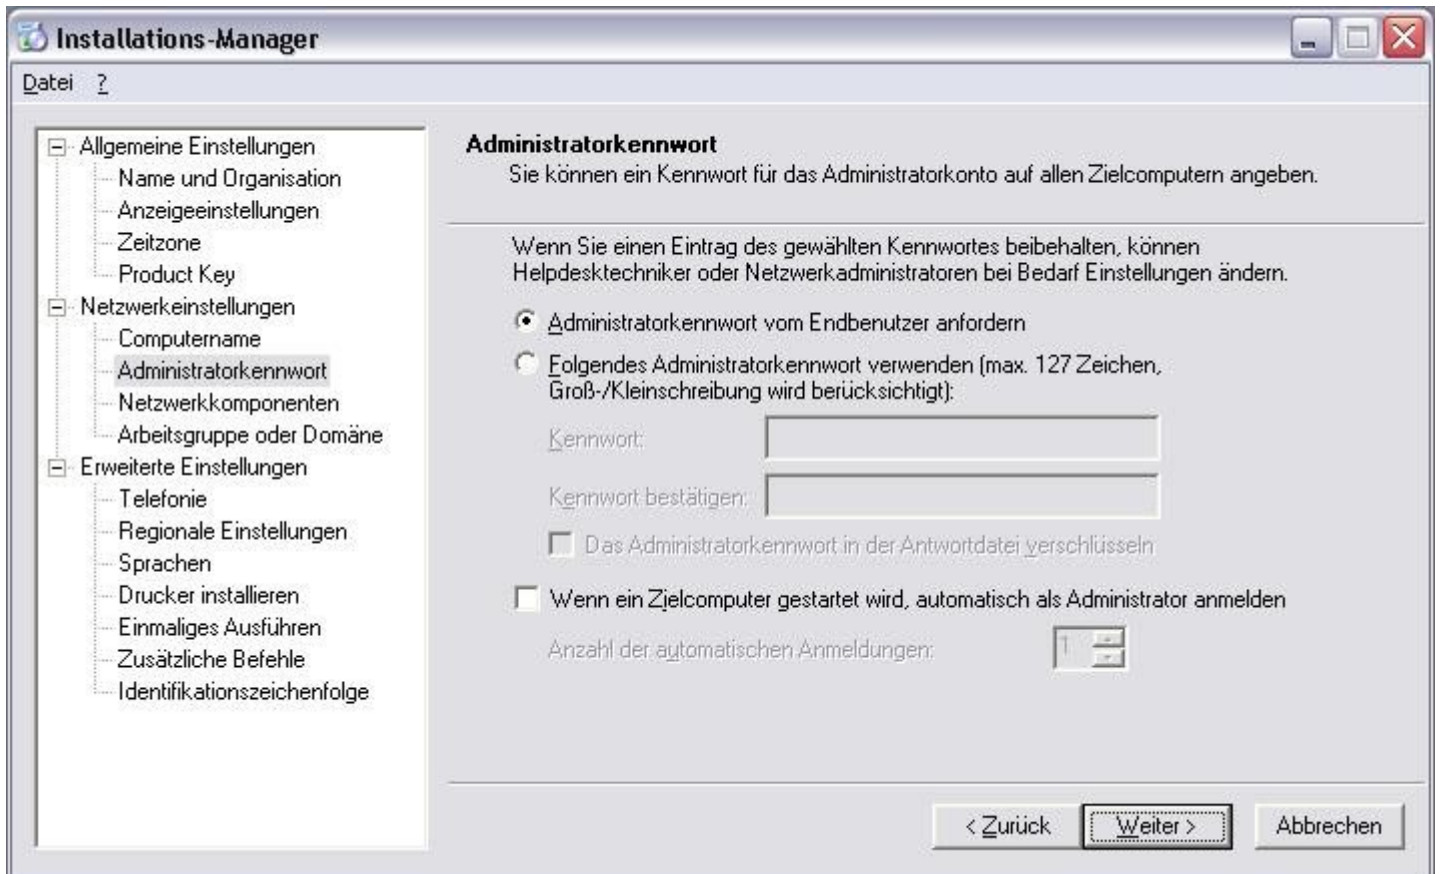 Installations-Manager
Datei ?
Allgemeine Einstellungen
Name und Organisation
Anzeigeeinstellungen
Zeitzone
Product Key
Netzwerkeinstellungen
Computername
Administratorkennwort
Netzwerkkomponenten
Arbeitsgruppe oder Domäne
Erweiterte Einstellungen
Telefonie
Regionale Einstellungen
Sprachen
Drucker installieren
Einmaliges Ausführen
Zusätzliche Befehle
Identifikationszeichenfolge
Administratorkennwort
Sie können ein Kennwort für das Administratorkonto auf allen Zielcomputern angeben.
Wenn Sie einen Eintrag des gewählten Kennwortes beibehalten, können
Helpdesktechniker oder Netzwerkadministratoren bei Bedarf Einstellungen ändern.
Administratorkennwort vom Endbenutzer anfordern
Folgendes Administratorkennwort verwenden (max. 127 Zeichen,
Groß-/Kleinschreibung wird berücksichtigt):
Kennwort:
Kennwort bestätigen:
Das Administratorkennwort in der Antwortdatei verschlüsseln
Wenn ein Zielcomputer gestartet wird, automatisch als Administrator anmelden
Anzahl der automatischen Anmeldungen: 1
< Zurück Weiter > Abbrechen